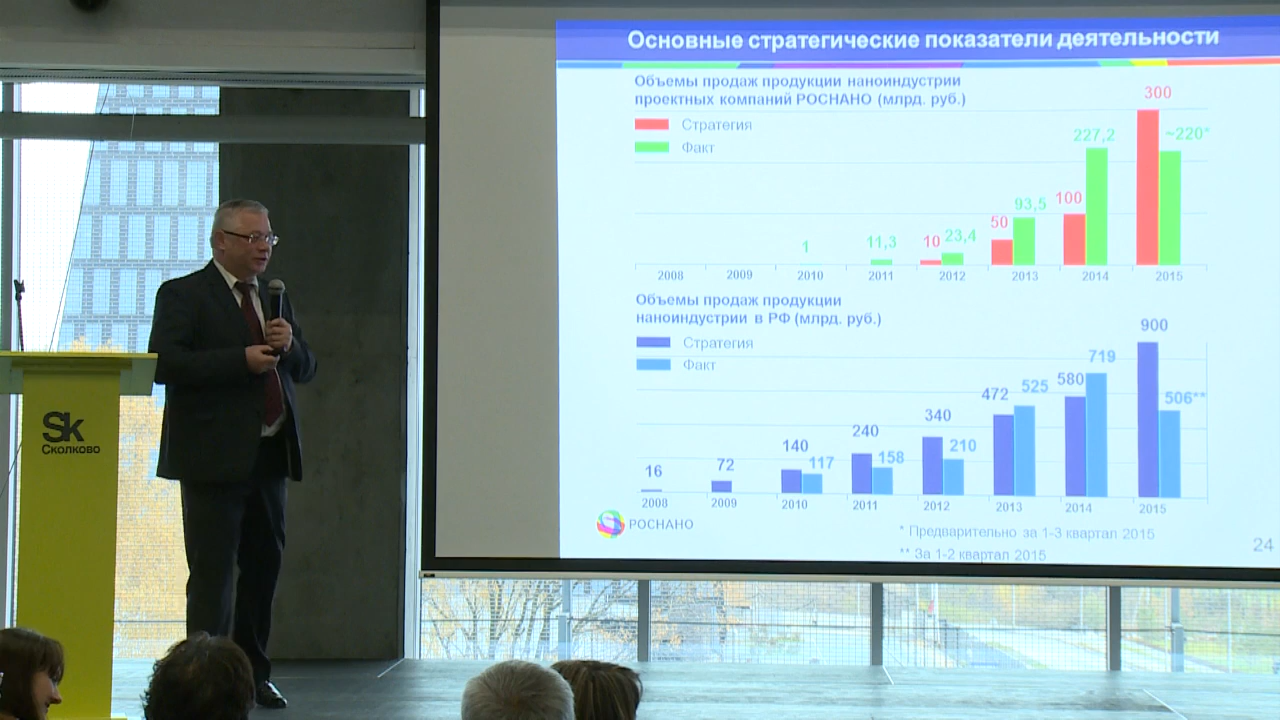 Основные стратегические показатели деятельности
Объемы продаж продукции наноиндустрии
проектных компаний РОСНАНО (млрд. руб.)
Стратегия
Факт
1
11,3
10
23,4
50
93,5
100
227,2
300
~220*
2008 2009 2010 2011 2012 2013 2014 2015
Объемы продаж продукции
наноиндустрии в РФ (млрд. руб.)
Стратегия
Факт
16
72
140
117
240
158
340
210
472
525
580
719
900
506**
2008 2009 2010 2011 2012 2013 2014 2015
РОСНАНО
* Предварительно за 1-3 квартал 2015
** За 1-2 квартал 2015
24
Sk
Сколково